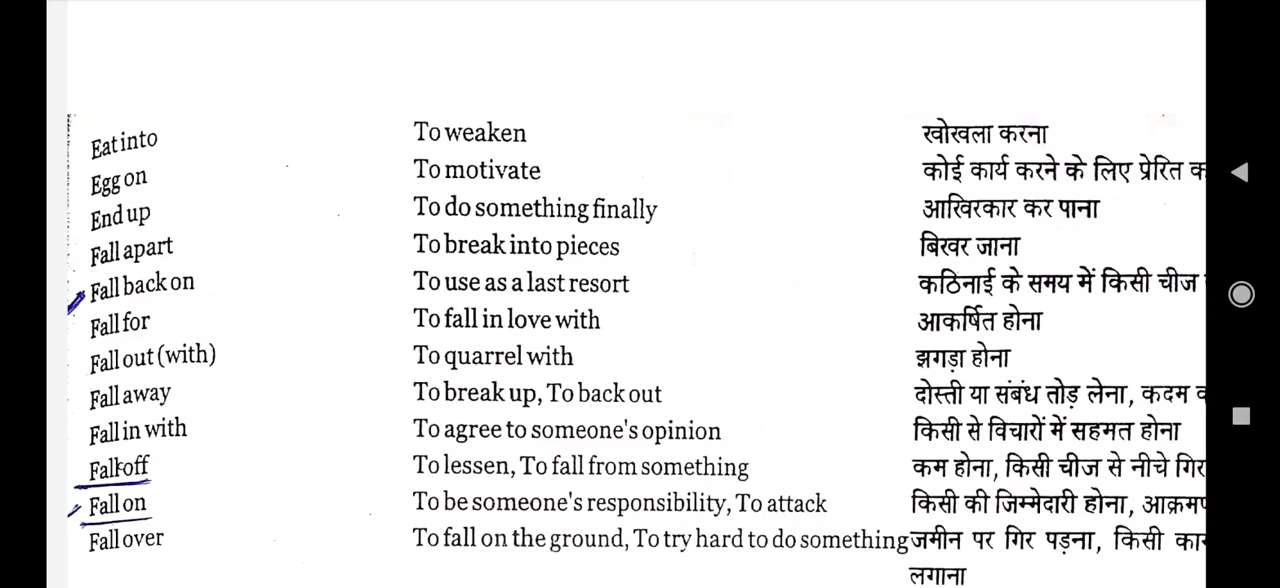 Eat into To weaken खोखला करना
Egg on To motivate कोई कार्य करने के लिए प्रेरित
End up To do something finally आखिरकार कर पाना
Fall apart To break into pieces बिखर जाना
Fall back on To use as a last resort कठिनाई के समय में किसी चीज
Fall for To fall in love with आकर्षित होना
Fall out (with) To quarrel with झगड़ा होना
Fall away To break up, To back out दोस्ती या संबंध तोड़ लेना, कदम
Fall in with To agree to someone's opinion किसी से विचारों में सहमत होना
Fall off To lessen, To fall from something कम होना, किसी चीज से नीचे गिर
Fall on To be someone's responsibility, To attack किसी की जिम्मेदारी होना,
Fall over To fall on the ground, To try hard to do something जमीन पर गिर पड़ना, किसी
लगाना